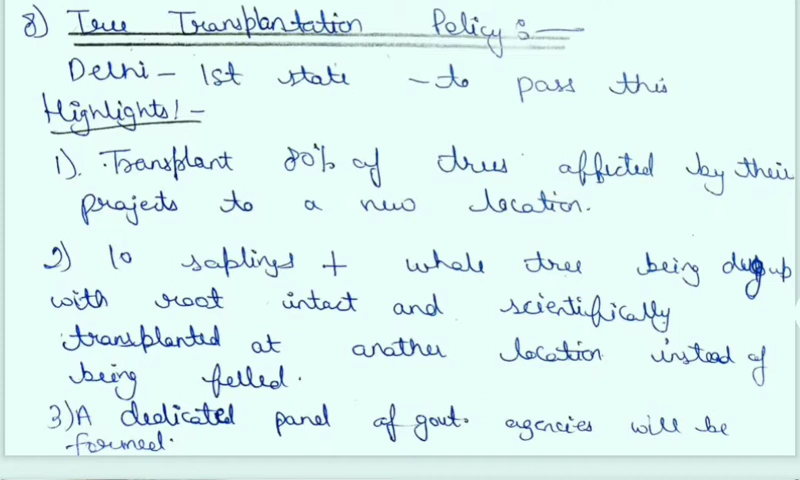 8) Tree Transplantation Policy :—
Delhi - 1st state - to pass this
Highlights! -
1). Transplant 80% of trees affected by their
projects to a new location.
2) 10 saplings + whole tree being dug up
with root intact and scientifically
transplanted at another location instead of
being felled.
3) A dedicated panel of govt. agencies will be
formed.